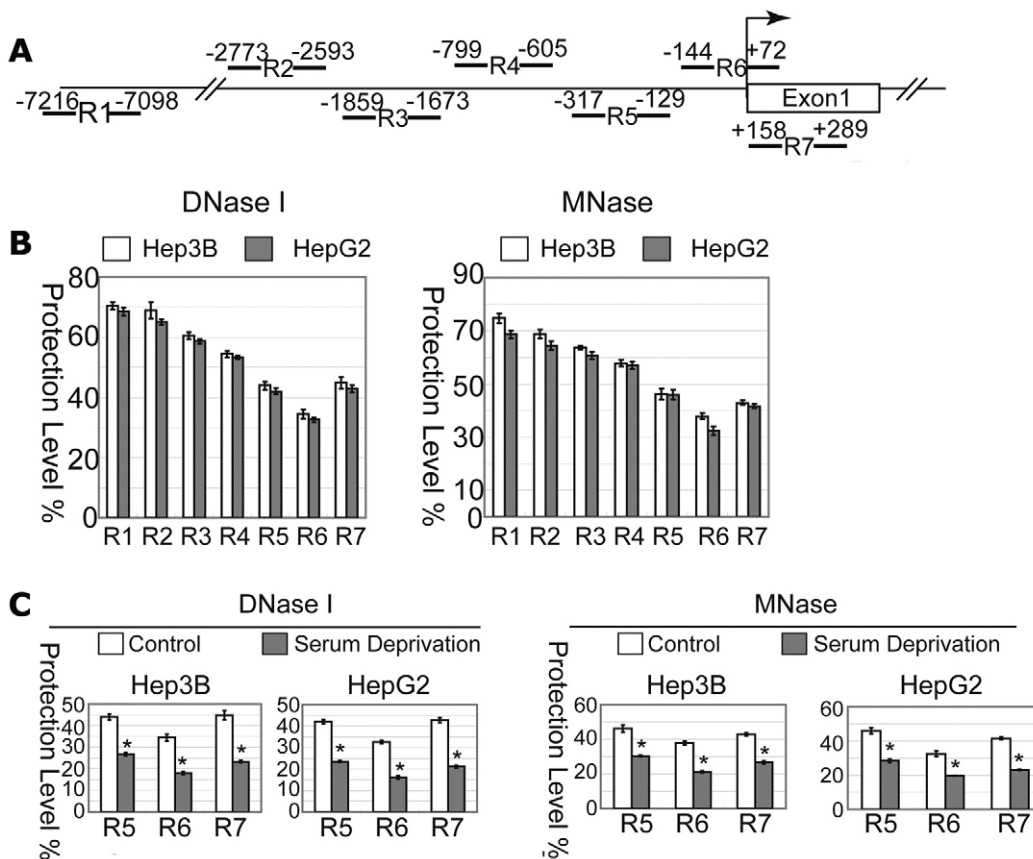 A
-2773 R2 -2593
-799 R4 -605
-144 R6 +72
-7216 R1 -7098
-1859 R3 -1673
-317 R5 -129
Exon1
+158 R7 +289
B
DNase I
Hep3B HepG2
Protection Level %
80
60
40
20
0
R1 R2 R3 R4 R5 R6 R7
MNase
Hep3B HepG2
Protection Level %
90
70
50
30
10
0
R1 R2 R3 R4 R5 R6 R7
C
DNase I
Control Serum Deprivation
Protection Level %
Hep3B
50
40
30
20
10
0
* * *
R5 R6 R7
HepG2
50
40
30
20
10
0
* * *
R5 R6 R7
MNase
Control Serum Deprivation
Protection Level %
Hep3B
60
40
20
0
* * *
R5 R6 R7
HepG2
60
40
20
0
* * *
R5 R6 R7